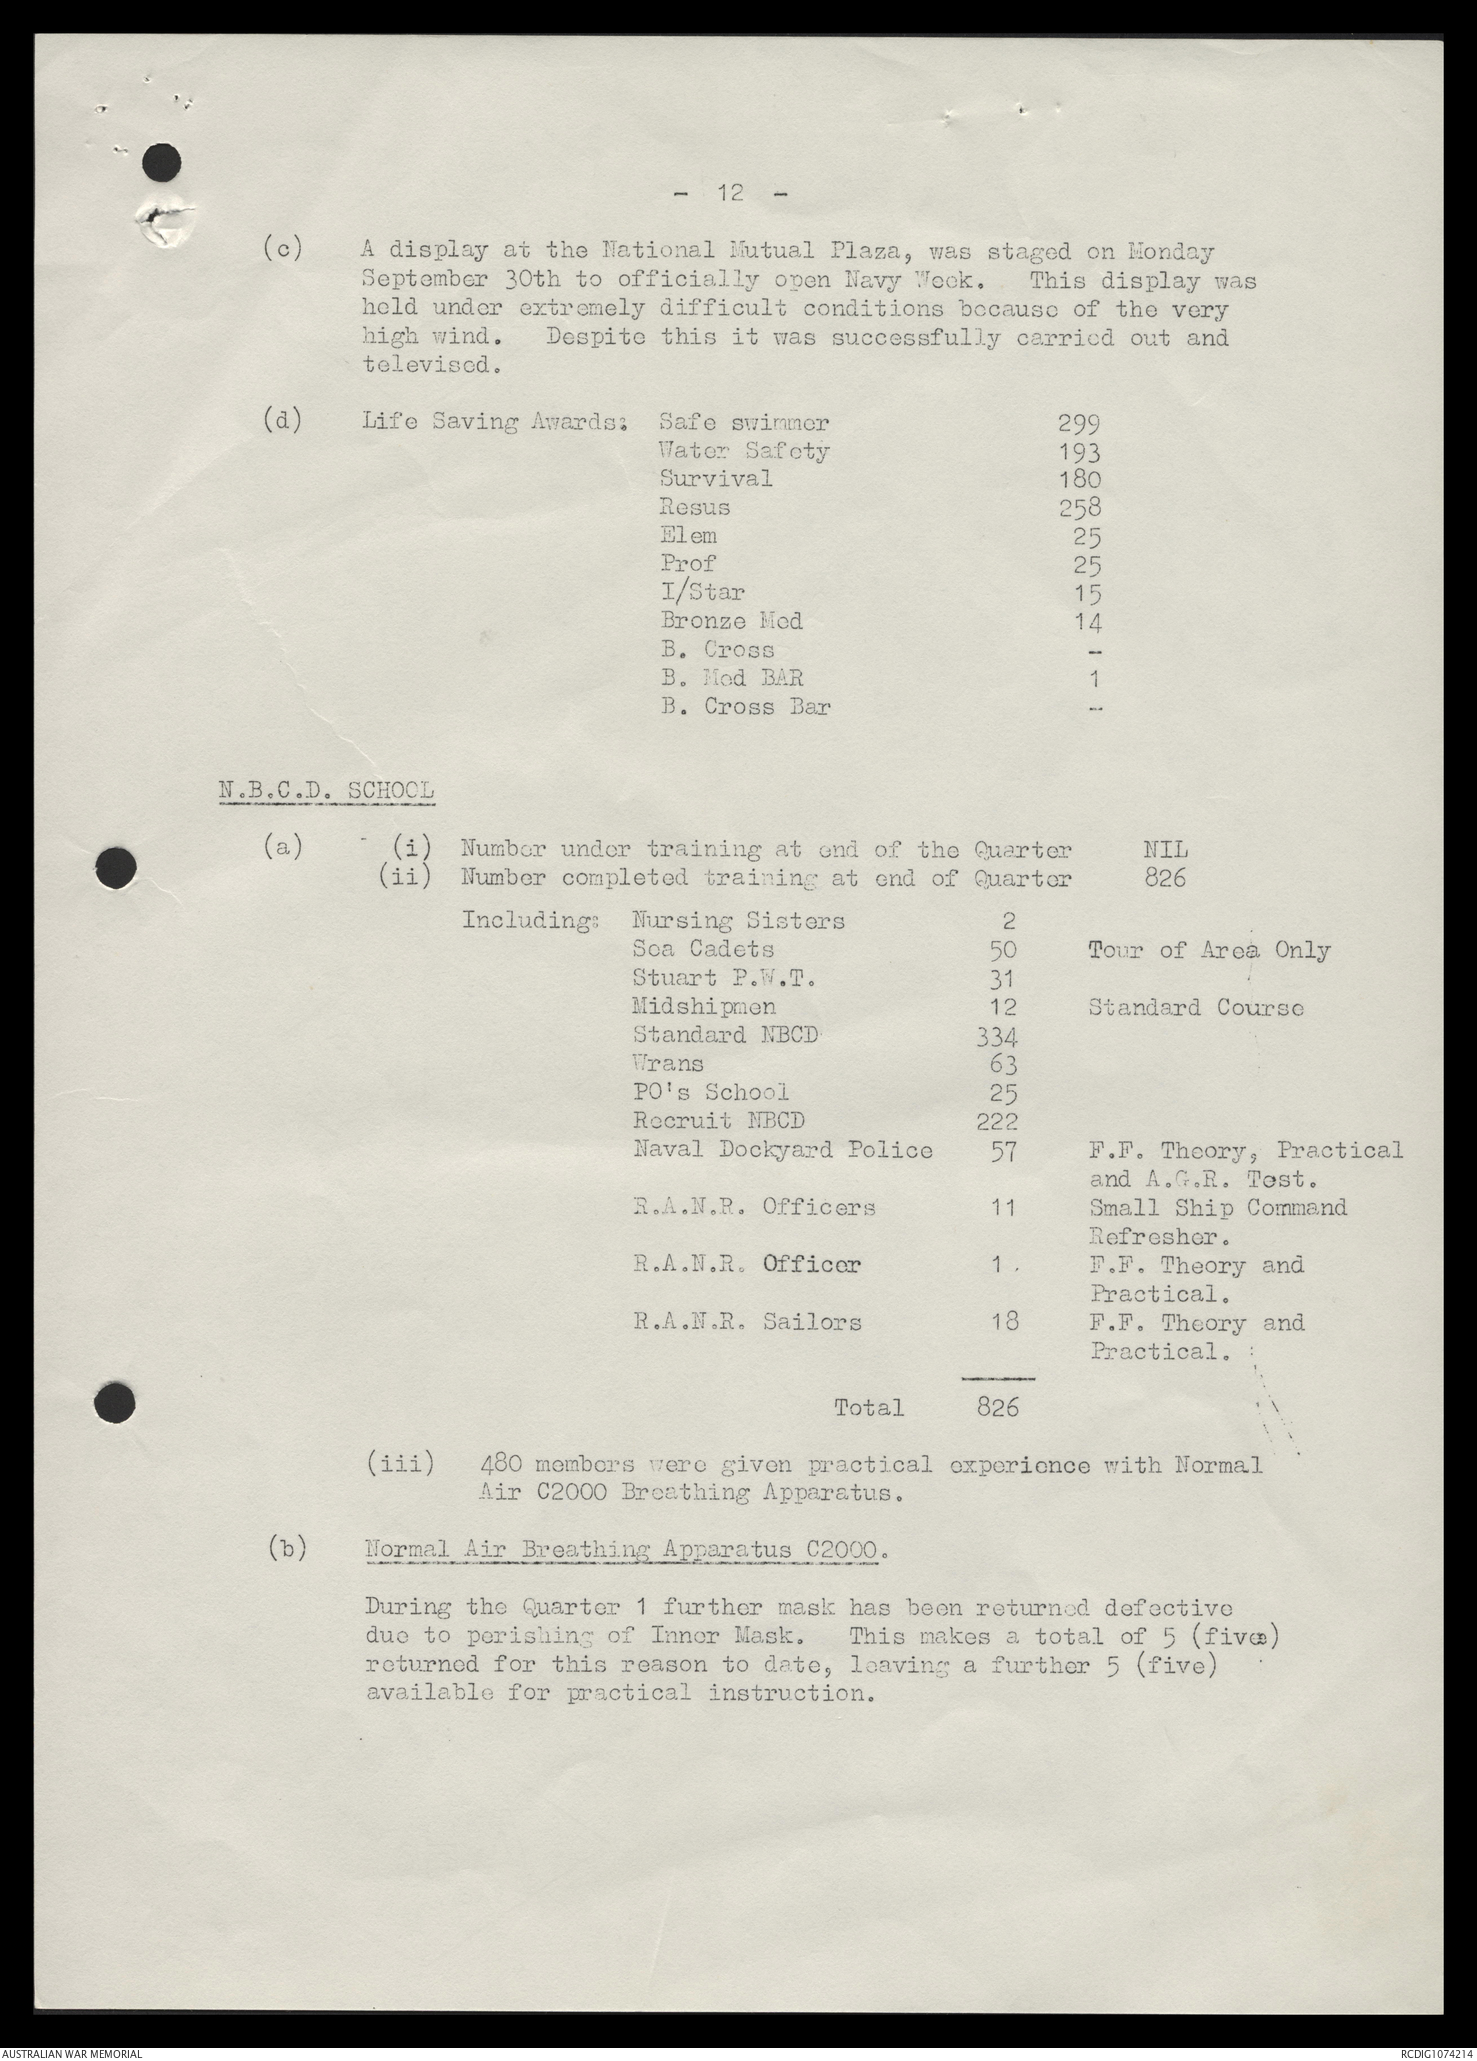 - 12 -
(c) A display at the National Mutual Plaza, was staged on Monday
September 30th to officially open Navy Week. This display was
held under extremely difficult conditions because of the very
high wind. Despite this it was successfully carried out and
televised.
(d) Life Saving Awards: Safe swimmer 299
Water Safety 193
Survival 180
Resus 258
Elem 25
Prof 25
I/Star 15
Bronze Med 14
B. Cross -
B. Med BAR 1
B. Cross Bar -
N.B.C.D. SCHOOL
(a) (i) Number under training at end of the Quarter NIL
(ii) Number completed training at end of Quarter 826
Including: Nursing Sisters 2
Sea Cadets 50 Tour of Area Only
Stuart P.W.T. 31
Midshipmen 12 Standard Course
Standard NBCD 334
Wrans 63
PO's School 25
Recruit NBCD 222
Naval Dockyard Police 57 F.F. Theory, Practical
and A.G.R. Test.
R.A.N.R. Officers 11 Small Ship Command
Refresher.
R.A.N.R. Officer 1 F.F. Theory and
Practical.
R.A.N.R. Sailors 18 F.F. Theory and
Practical.
Total 826
(iii) 480 members were given practical experience with Normal
Air C2000 Breathing Apparatus.
(b) Normal Air Breathing Apparatus C2000.
During the Quarter 1 further mask has been returned defective
due to perishing of Inner Mask. This makes a total of 5 (five)
returned for this reason to date, leaving a further 5 (five)
available for practical instruction.
AUSTRALIAN WAR MEMORIAL
RCDIG1074214